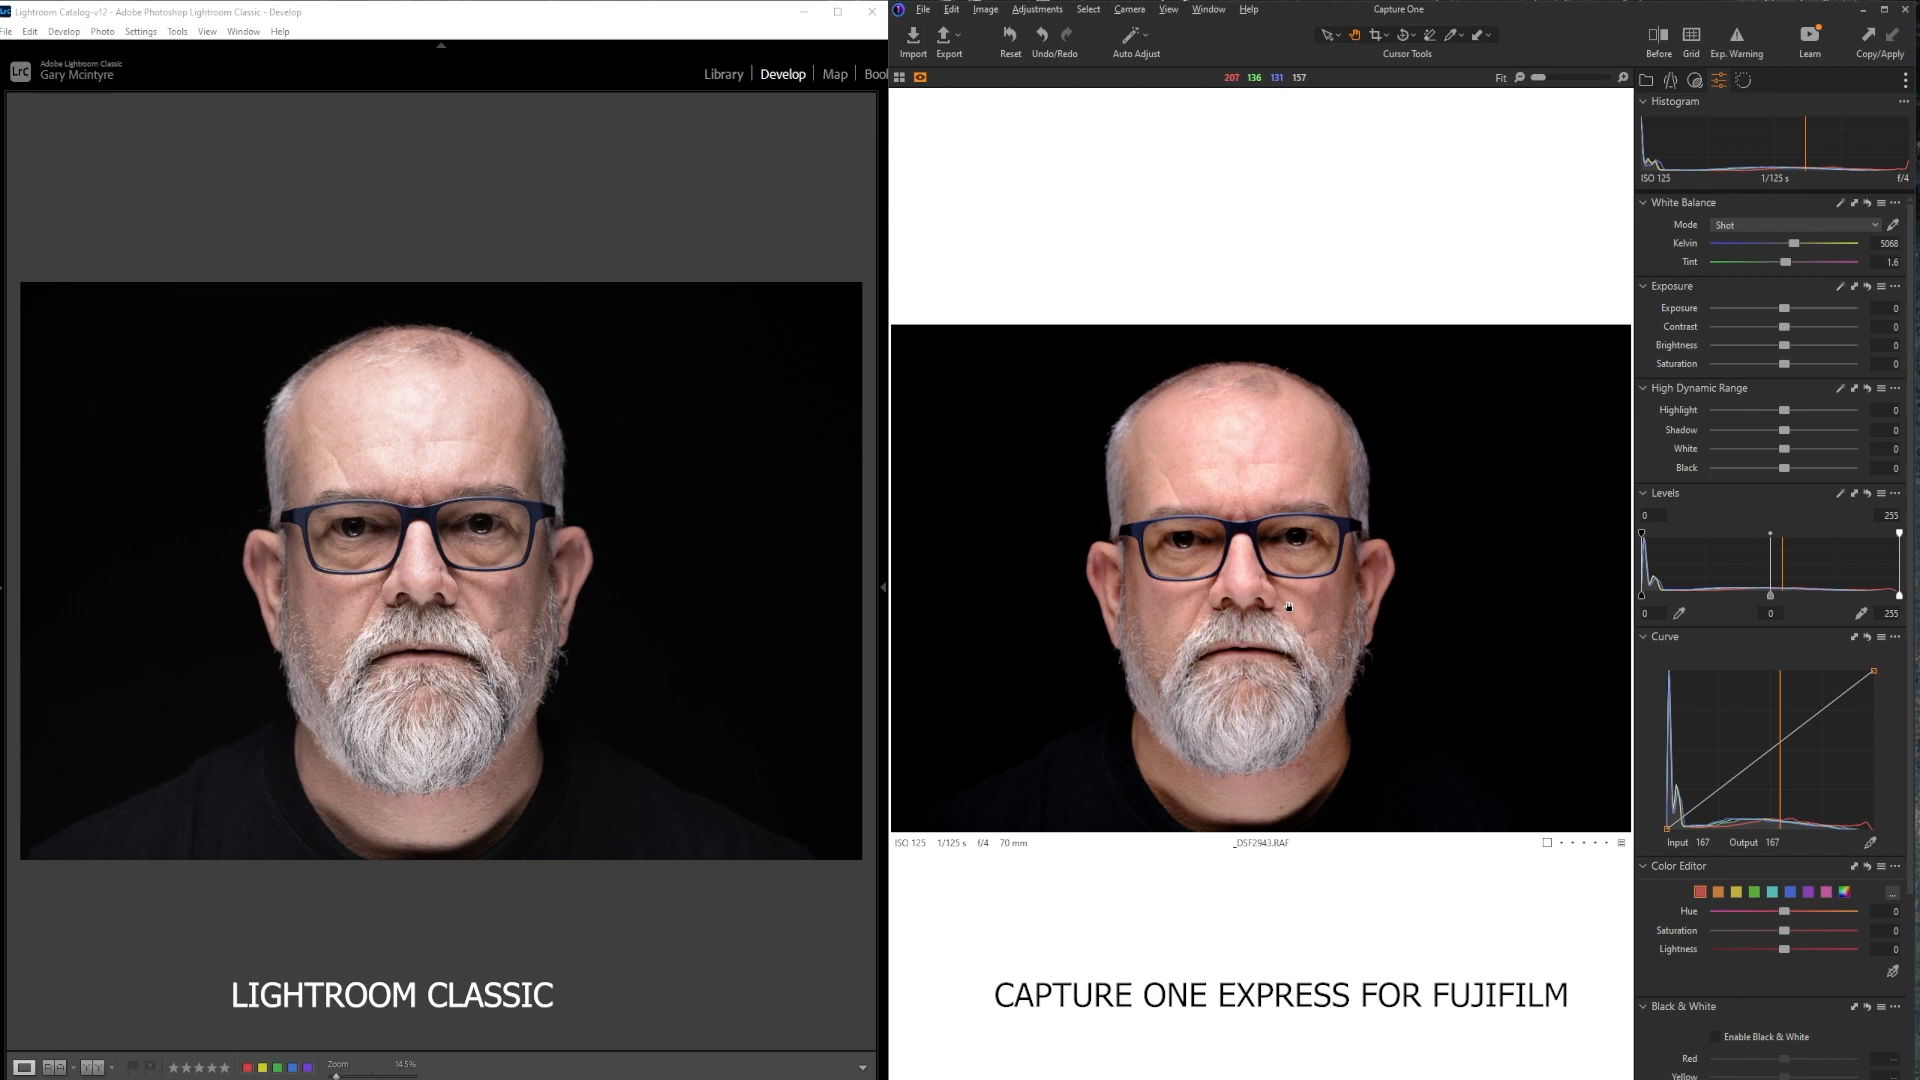 Lightroom Catalog-v12 - Adobe Photoshop Lightroom Classic - Develop
File Edit Develop Photo Settings Tools View Window Help
LrC
Adobe Lightroom Classic
Gary Mcintyre
Library | Develop | Map | Boo
LIGHTROOM CLASSIC
Zoom 14.5%
File Edit Image Adjustments Select Camera View Window Help
Capture One
Import Export Reset Undo/Redo Auto Adjust Cursor Tools Before Grid Exp. Warning Learn Copy/Apply
207 136 131 157
Fit
ISO 125 1/125 s f/4 70 mm
_DSF2943.RAF
CAPTURE ONE EXPRESS FOR FUJIFILM
Histogram
ISO 125 1/125 s f/4
White Balance
Mode Shot
Kelvin 5068
Tint 1.6
Exposure
Exposure 0
Contrast 0
Brightness 0
Saturation 0
High Dynamic Range
Highlight 0
Shadow 0
White 0
Black 0
Levels
0 255
0 0 255
Curve
Input 167 Output 167
Color Editor
Hue 0
Saturation 0
Lightness 0
Black & White
Enable Black & White
Red
Yellow